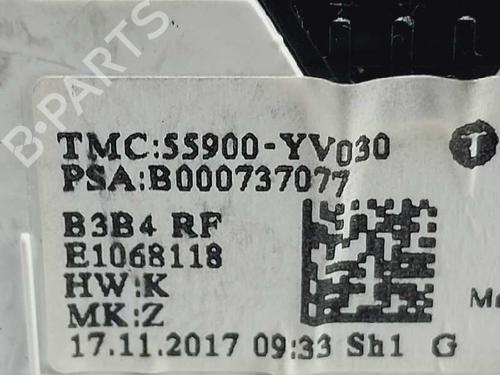 B-PARTS
TMC:55900-YV030
T
PSA:B000737077
B3B4 RF
E1068118
HW:K
MK:Z
17.11.2017 09:33 Sh1 G